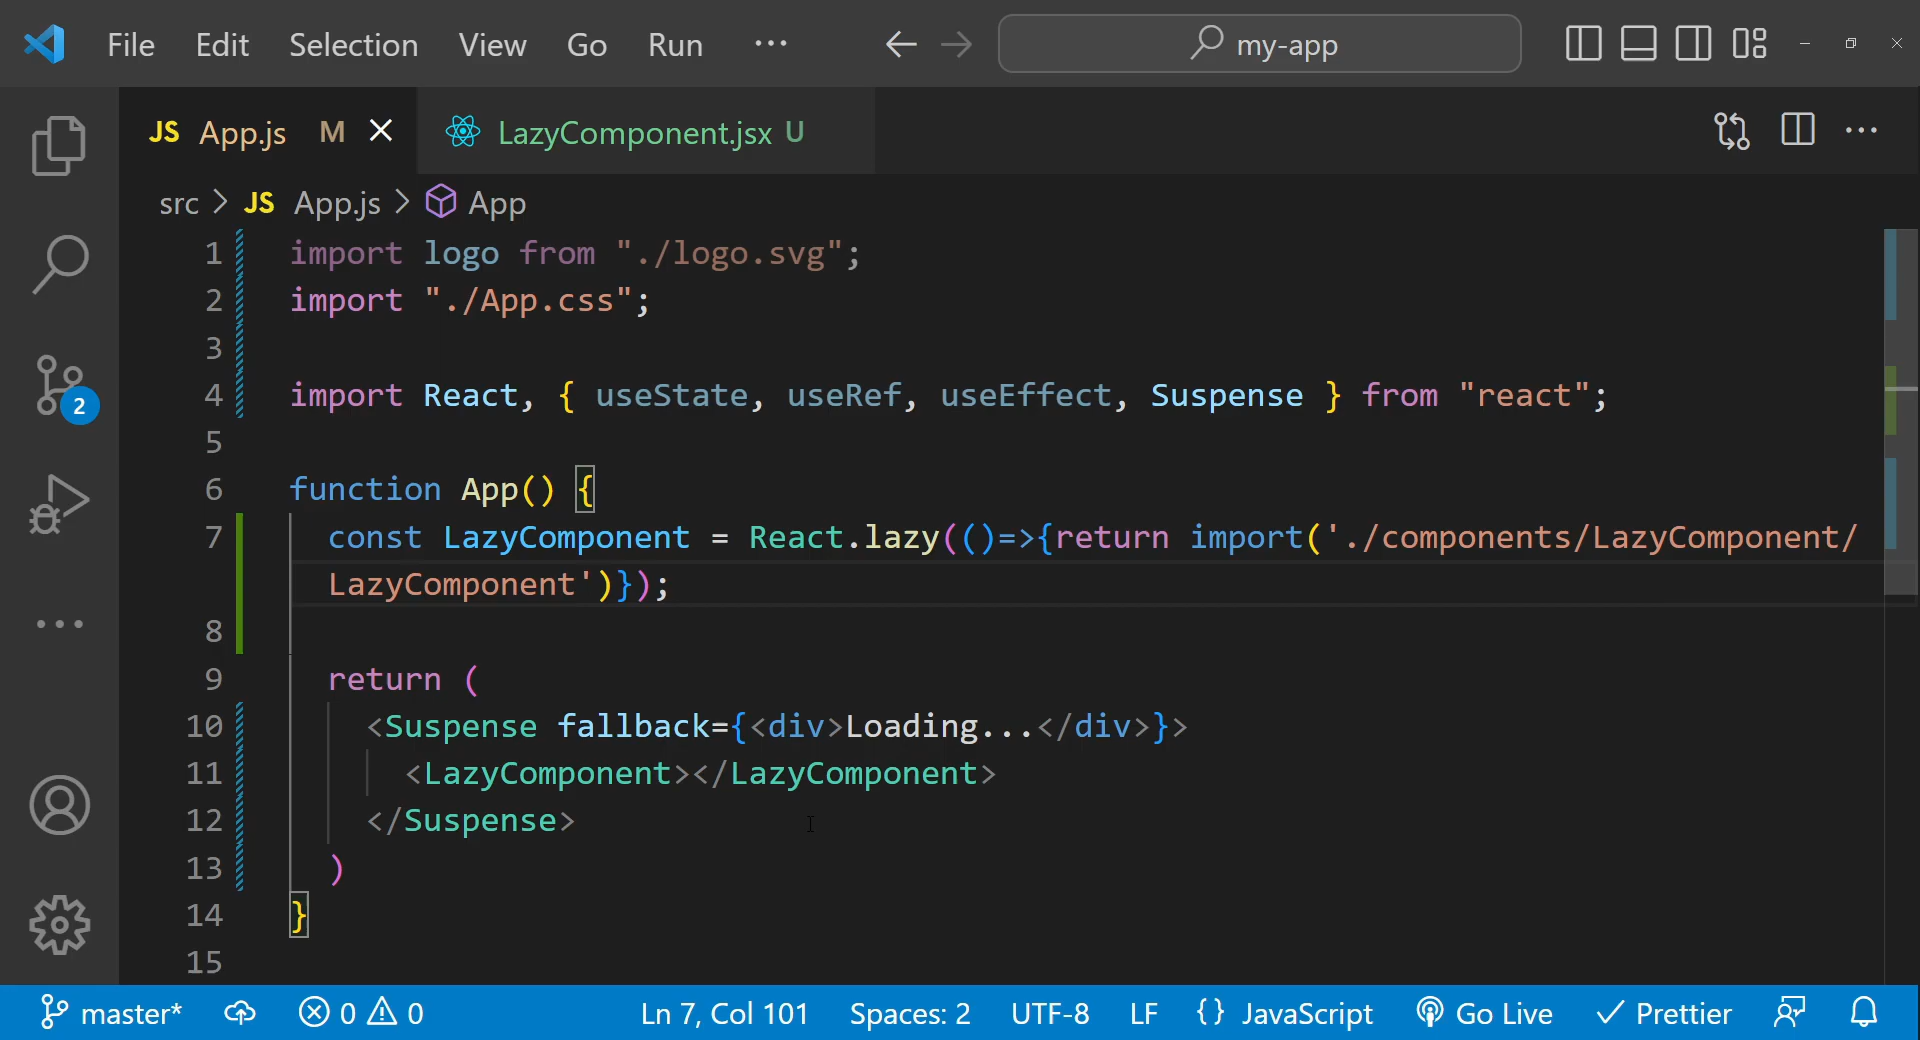 File Edit Selection View Go Run ··· my-app
JS App.js M LazyComponent.jsx U
src > JS App.js > App
1 import logo from "./logo.svg";
2 import "./App.css";
3
4 import React, { useState, useRef, useEffect, Suspense } from "react";
5
6 function App() {
7 const LazyComponent = React.lazy(()=>{return import('./components/LazyComponent/
LazyComponent')});
8
9 return (
10 <Suspense fallback={<div>Loading...</div>}>
11 <LazyComponent></LazyComponent>
12 </Suspense>
13 )
14 }
15
2
master* 0 0 Ln 7, Col 101 Spaces: 2 UTF-8 LF {} JavaScript Go Live Prettier